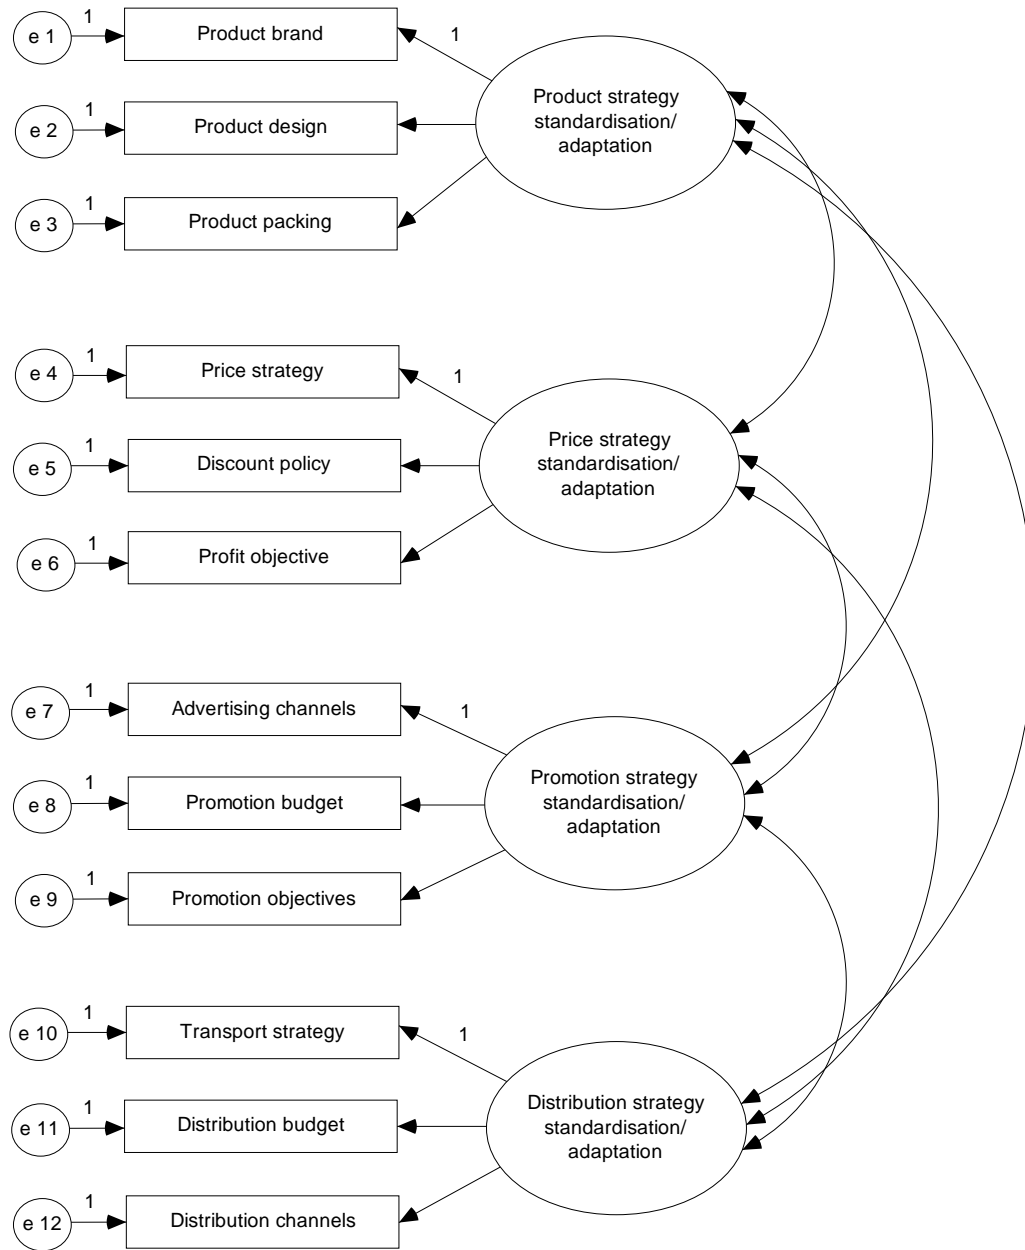 1
e 1
Product brand
1
Product strategy
standardisation/
adaptation
1
e 2
Product design
1
e 3
Product packing
1
e 4
Price strategy
1
Price strategy
standardisation/
adaptation
1
e 5
Discount policy
1
e 6
Profit objective
1
e 7
Advertising channels
1
Promotion strategy
standardisation/
adaptation
1
e 8
Promotion budget
1
e 9
Promotion objectives
1
e 10
Transport strategy
1
Distribution strategy
standardisation/
adaptation
1
e 11
Distribution budget
1
e 12
Distribution channels